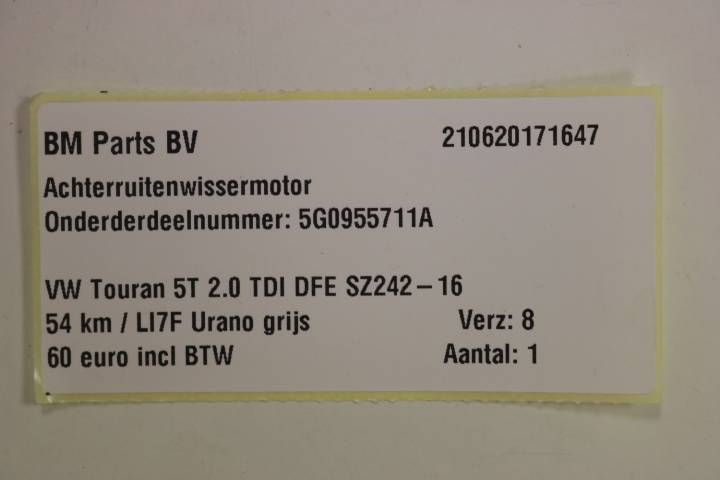 BM Parts BV 210620171647
Achterruitenwissermotor
Onderderdeelnummer: 5G0955711A
VW Touran 5T 2.0 TDI DFE SZ242-16
54 km / LI7F Urano grijs Verz: 8
60 euro incl BTW Aantal: 1